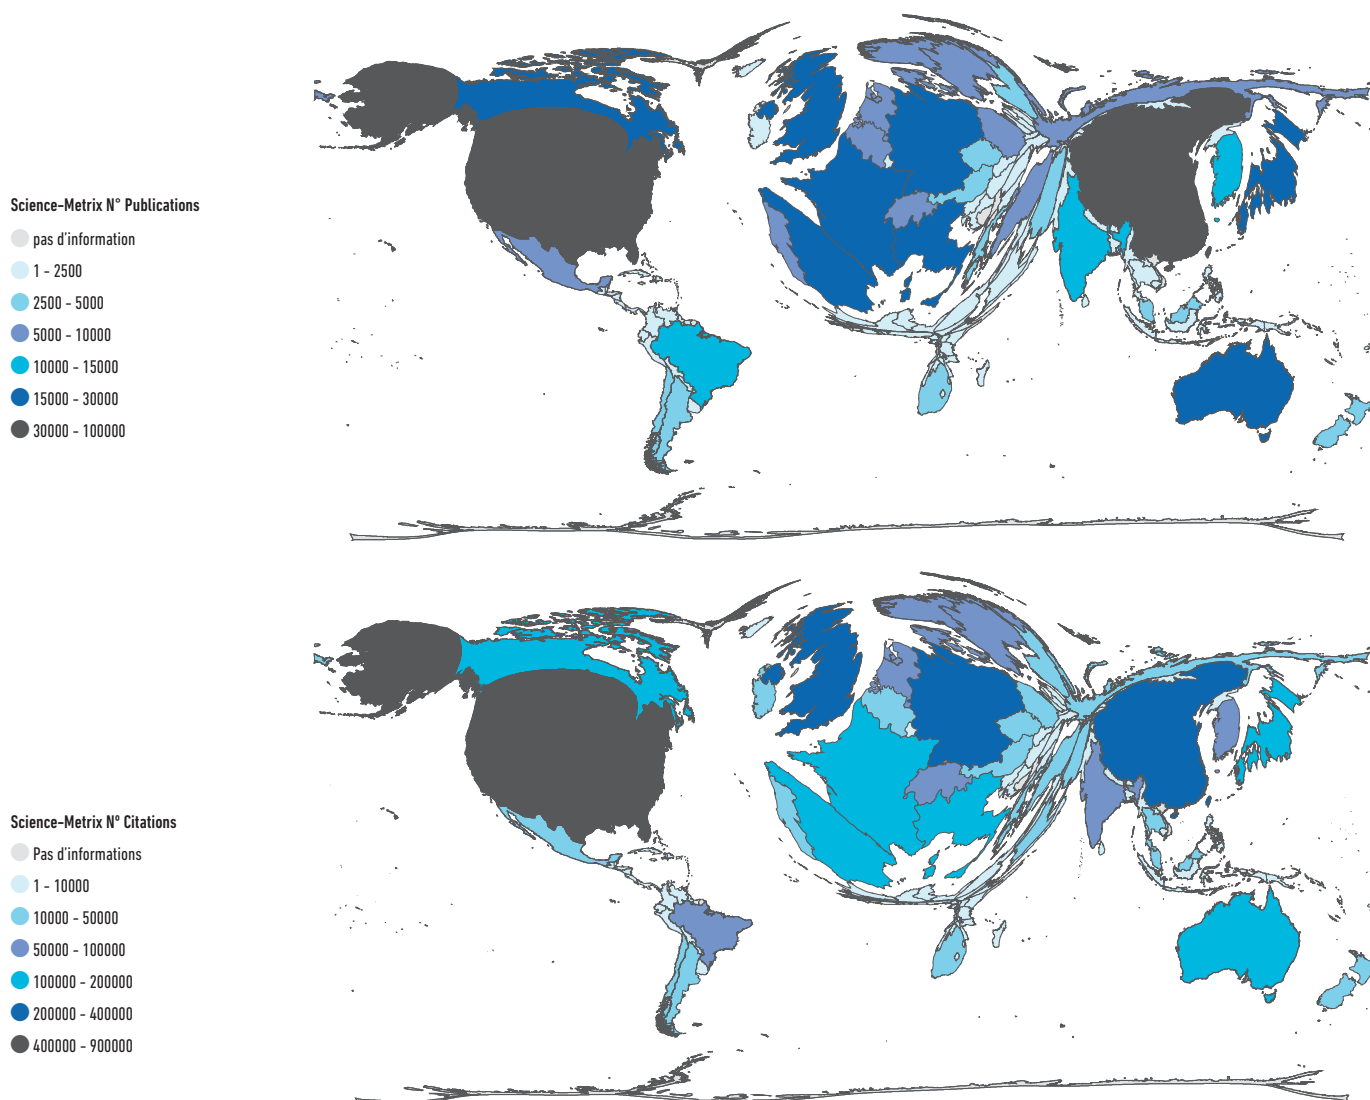 Science-Metrix N° Publications
pas d'information
1 - 2500
2500 - 5000
5000 - 10000
10000 - 15000
15000 - 30000
30000 - 100000
Science-Metrix N° Citations
Pas d'informations
1 - 10000
10000 - 50000
50000 - 100000
100000 - 200000
200000 - 400000
400000 - 900000